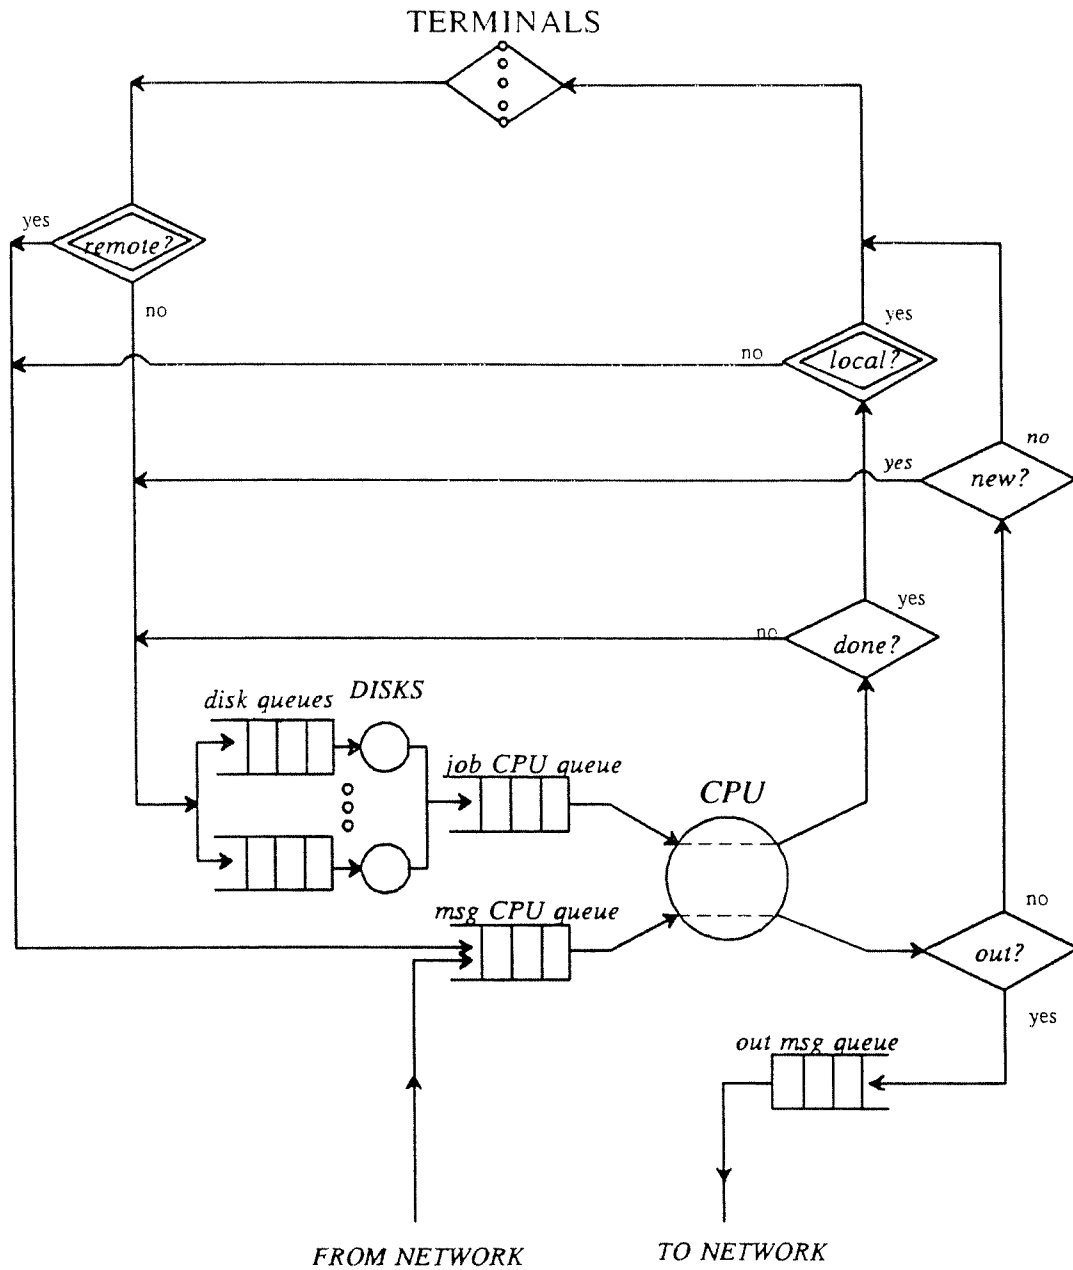 TERMINALS
yes
remote?
no
yes
no
local?
no
yes
new?
yes
no
done?
disk queues
DISKS
job CPU queue
CPU
msg CPU queue
no
out?
yes
out msg queue
FROM NETWORK
TO NETWORK